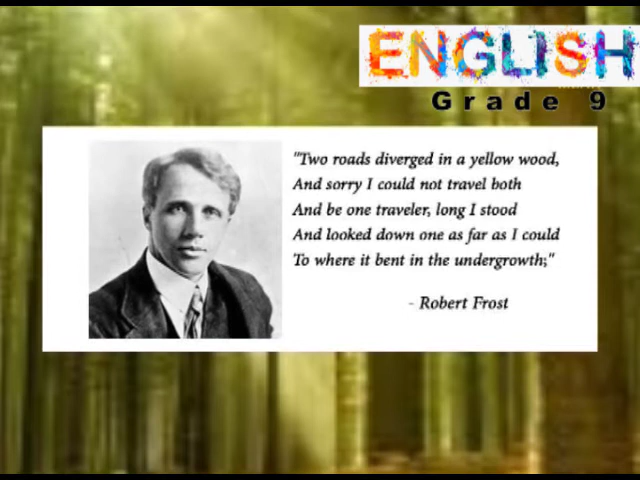 ENGLISH
Grade 9
"Two roads diverged in a yellow wood,
And sorry I could not travel both
And be one traveler, long I stood
And looked down one as far as I could
To where it bent in the undergrowth;"
- Robert Frost